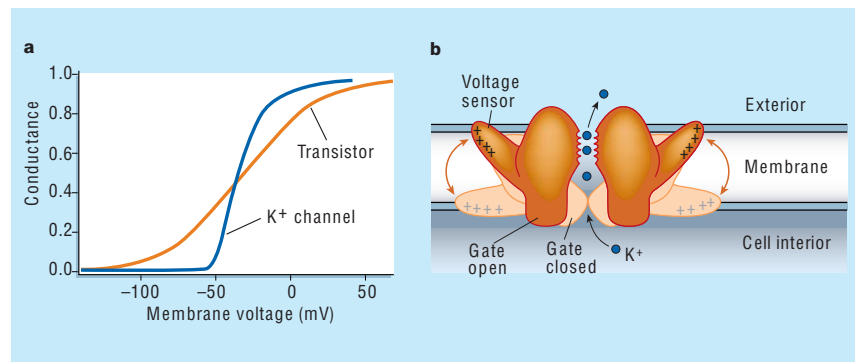 a
1.0
0.8
0.6
0.4
0.2
0.0
Conductance
Transistor
K+ channel
–100
–50
0
50
Membrane voltage (mV)
b
Voltage
sensor
Exterior
Membrane
Cell interior
Gate
open
Gate
closed
K+
+ + + +
+ + + +
++++
++++